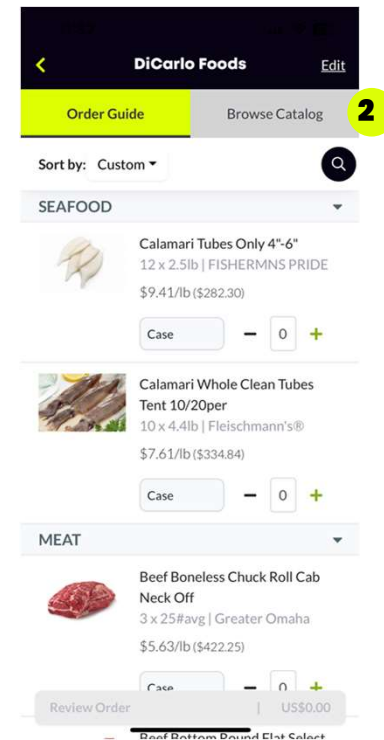 DiCarlo Foods
Edit
Order Guide
Browse Catalog
2
Sort by: Custom
SEAFOOD
Calamari Tubes Only 4"-6"
12 x 2.5lb | FISHERMNS PRIDE
$9.41/lb ($282.30)
Case
0
Calamari Whole Clean Tubes
Tent 10/20per
10 x 4.4lb | Fleischmann's®
$7.61/lb ($334.84)
Case
0
MEAT
Beef Boneless Chuck Roll Cab
Neck Off
3 x 25#avg | Greater Omaha
$5.63/lb ($422.25)
Case
0
Review Order | US$0.00
Beef Bottom Round Flat Select